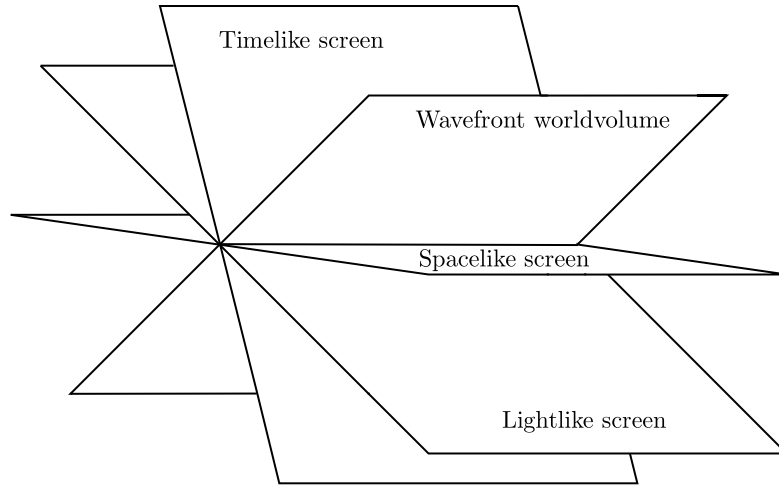 Timelike screen
Wavefront worldvolume
Spacelike screen
Lightlike screen